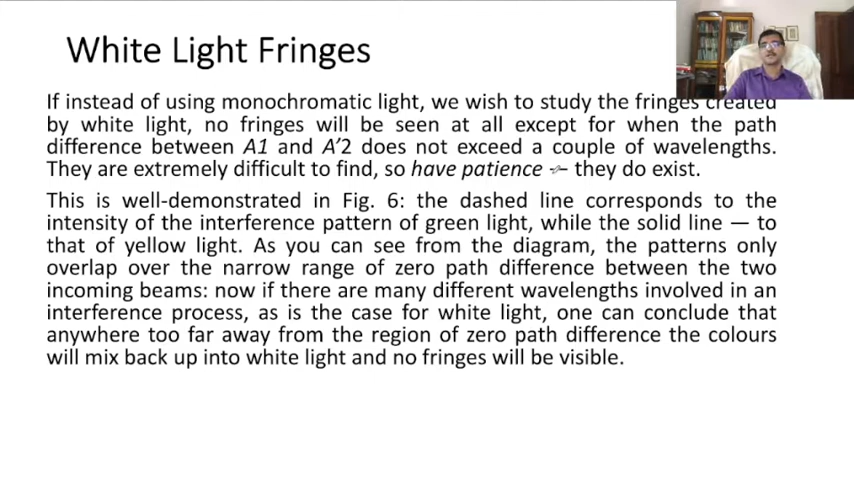 White Light Fringes
If instead of using monochromatic light, we wish to study the fringes created
by white light, no fringes will be seen at all except for when the path
difference between A1 and A’2 does not exceed a couple of wavelengths.
They are extremely difficult to find, so have patience — they do exist.
This is well-demonstrated in Fig. 6: the dashed line corresponds to the
intensity of the interference pattern of green light, while the solid line — to
that of yellow light. As you can see from the diagram, the patterns only
overlap over the narrow range of zero path difference between the two
incoming beams: now if there are many different wavelengths involved in an
interference process, as is the case for white light, one can conclude that
anywhere too far away from the region of zero path difference the colours
will mix back up into white light and no fringes will be visible.